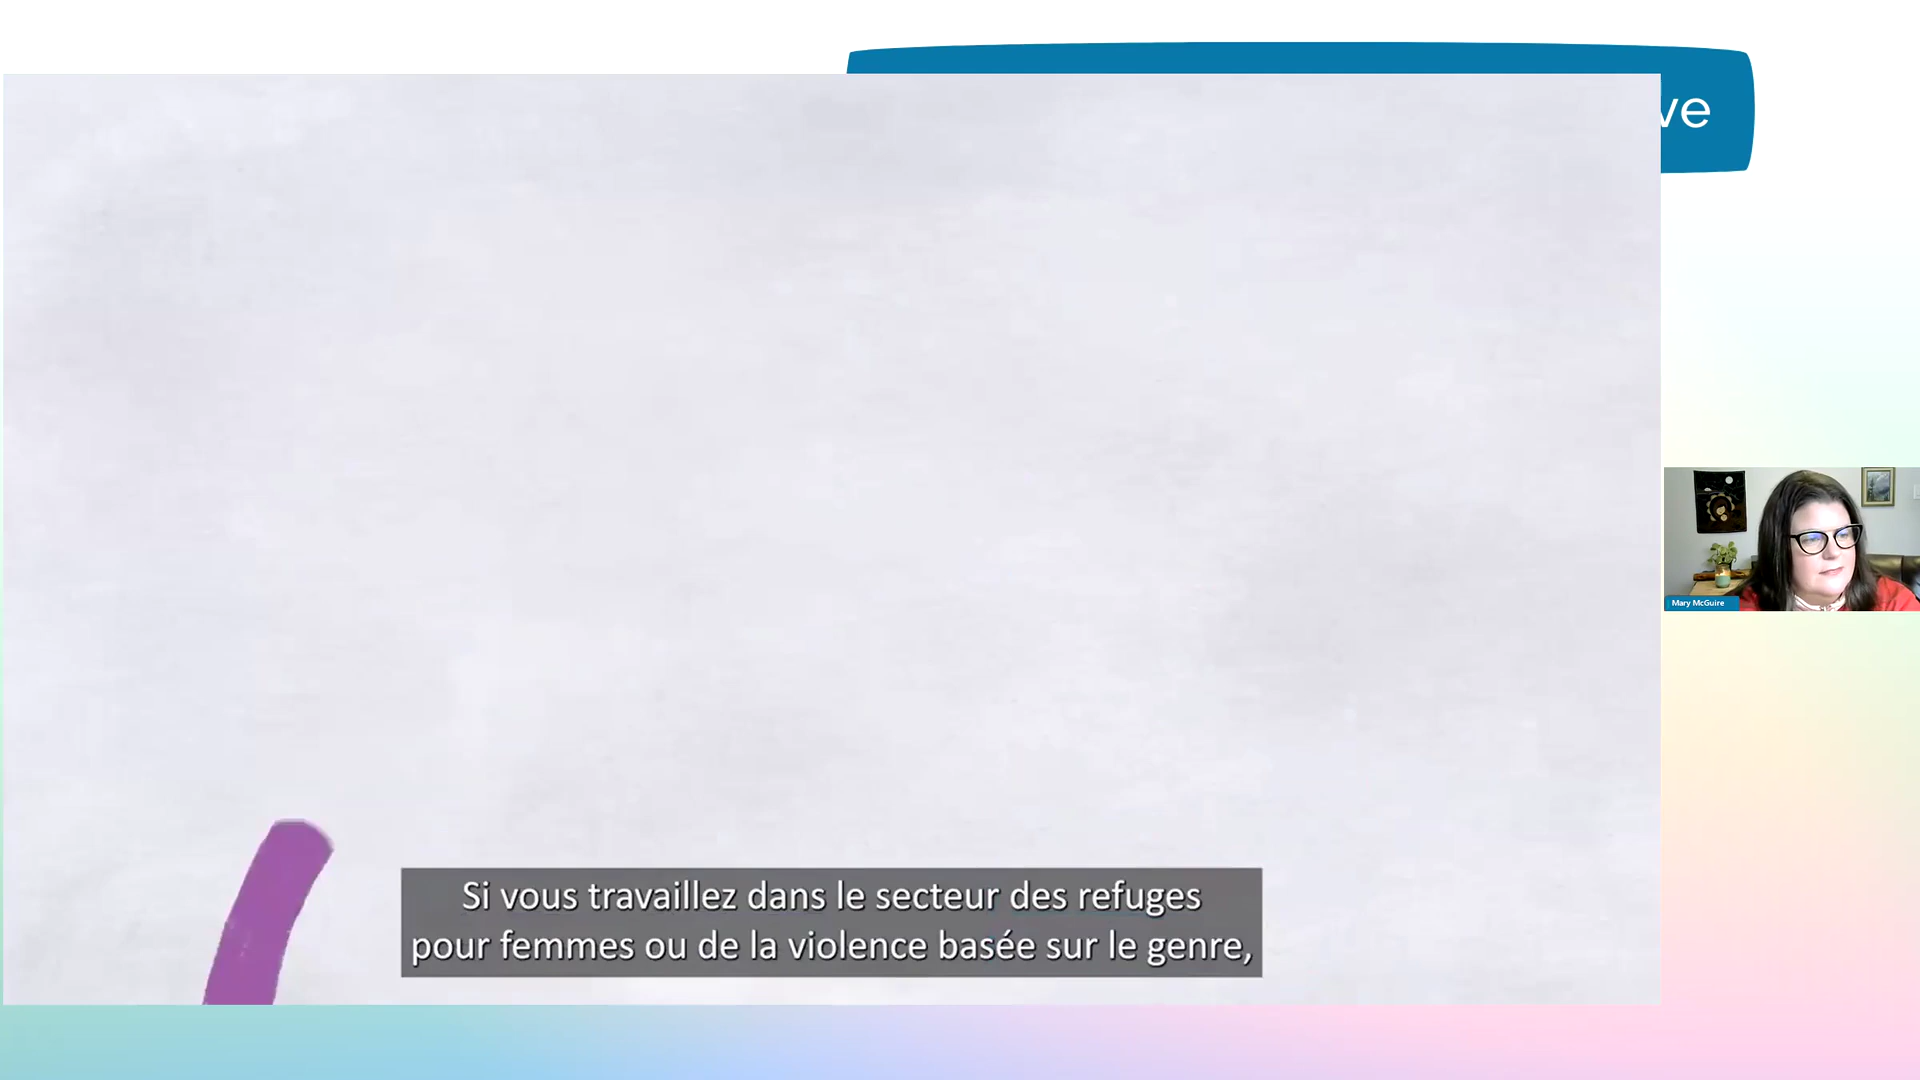 ve
Si vous travaillez dans le secteur des refuges
pour femmes ou de la violence basée sur le genre,
Mary McGuire